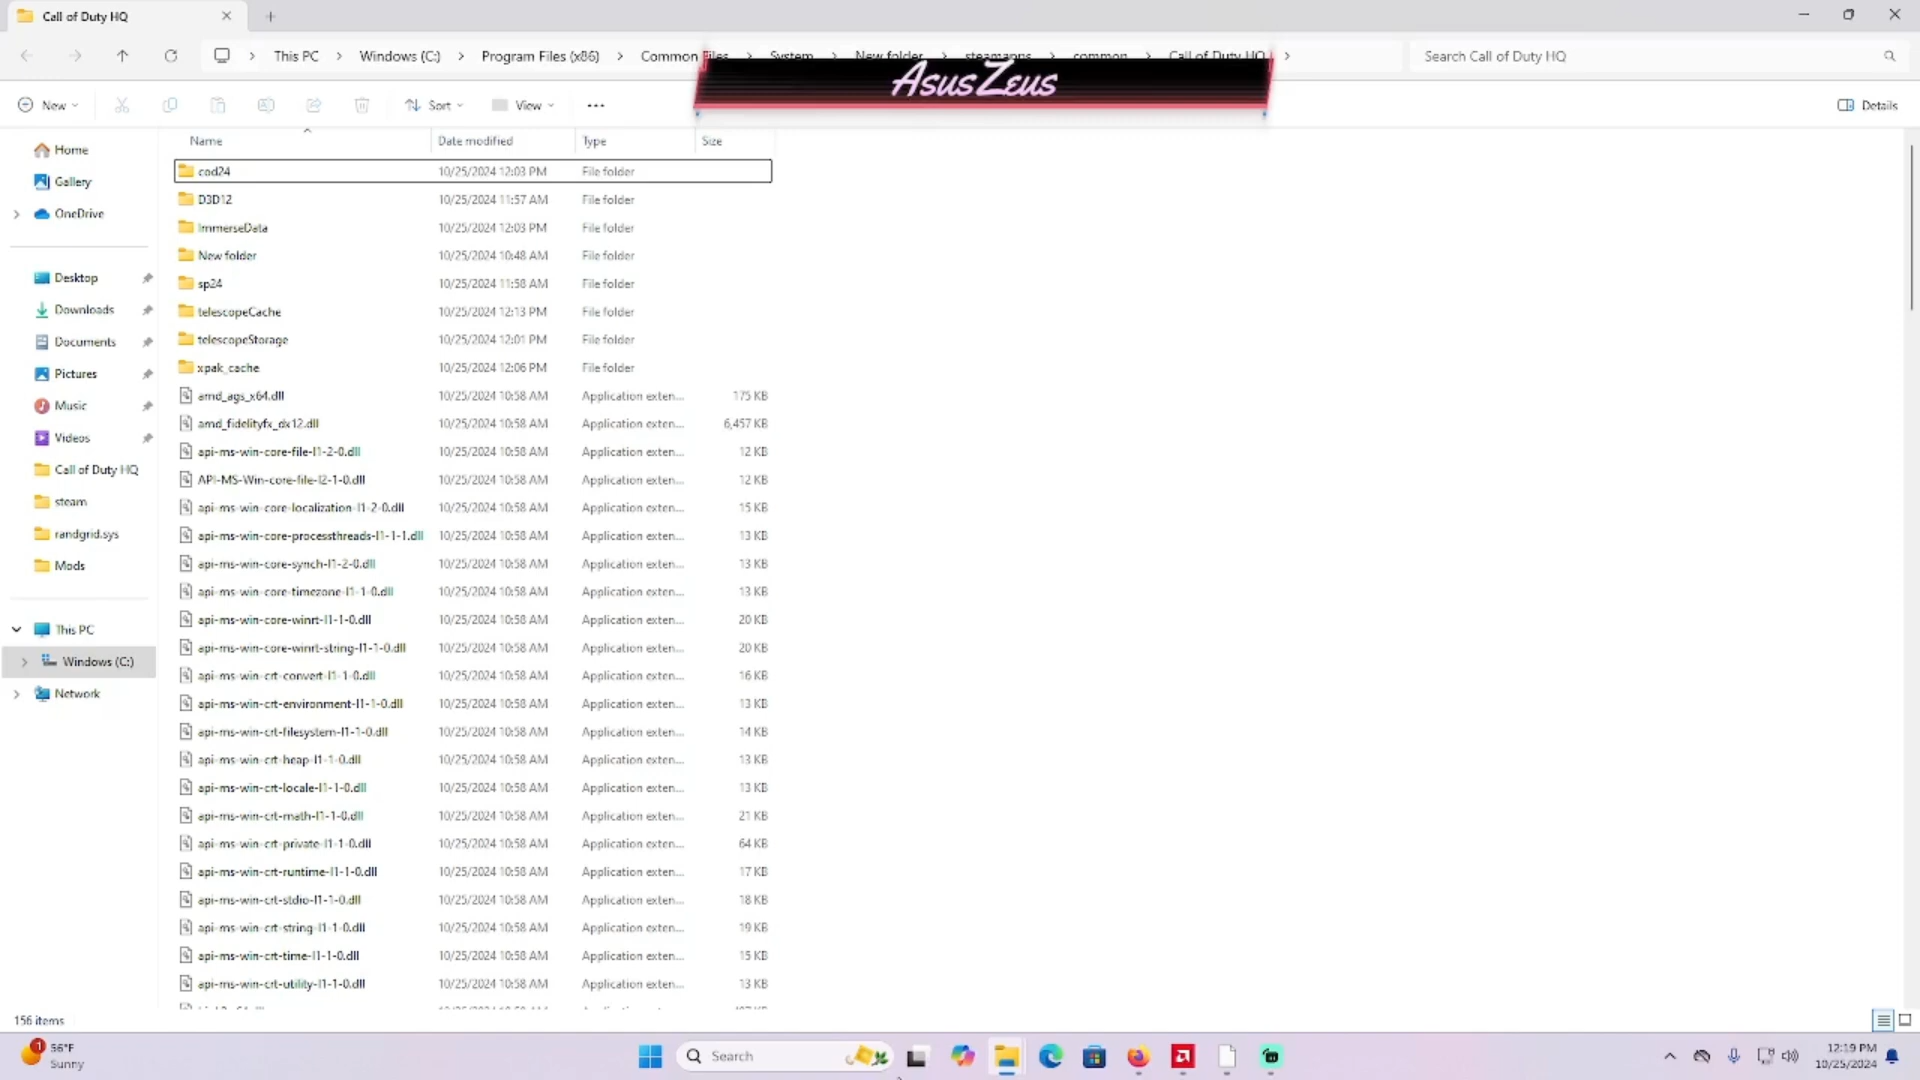 Call of Duty HQ
This PC
Windows (C:)
Program Files (x86)
Common Files
System
New folder
steamapps
common
Call of Duty HQ
Search Call of Duty HQ
AsusZeus
New
Sort
View
Details
Name Date modified Type Size
Home
Gallery
OneDrive
Desktop
Downloads
Documents
Pictures
Music
Videos
Call of Duty HQ
steam
randgrid.sys
Mods
This PC
Windows (C:)
Network
cod24 10/25/2024 12:03 PM File folder
D3D12 10/25/2024 11:57 AM File folder
ImmerseData 10/25/2024 12:03 PM File folder
New folder 10/25/2024 10:48 AM File folder
sp24 10/25/2024 11:58 AM File folder
telescopeCache 10/25/2024 12:13 PM File folder
telescopeStorage 10/25/2024 12:01 PM File folder
xpak_cache 10/25/2024 12:06 PM File folder
amd_ags_x64.dll 10/25/2024 10:58 AM Application exten... 175 KB
amd_fidelityfx_dx12.dll 10/25/2024 10:58 AM Application exten... 6,457 KB
api-ms-win-core-file-l1-2-0.dll 10/25/2024 10:58 AM Application exten... 12 KB
API-MS-Win-core-file-l2-1-0.dll 10/25/2024 10:58 AM Application exten... 12 KB
api-ms-win-core-localization-l1-2-0.dll 10/25/2024 10:58 AM Application exten... 15 KB
api-ms-win-core-processthreads-l1-1-1.dll 10/25/2024 10:58 AM Application exten... 13 KB
api-ms-win-core-synch-l1-2-0.dll 10/25/2024 10:58 AM Application exten... 13 KB
api-ms-win-core-timezone-l1-1-0.dll 10/25/2024 10:58 AM Application exten... 13 KB
api-ms-win-core-winrt-l1-1-0.dll 10/25/2024 10:58 AM Application exten... 20 KB
api-ms-win-core-winrt-string-l1-1-0.dll 10/25/2024 10:58 AM Application exten... 20 KB
api-ms-win-crt-convert-l1-1-0.dll 10/25/2024 10:58 AM Application exten... 16 KB
api-ms-win-crt-environment-l1-1-0.dll 10/25/2024 10:58 AM Application exten... 13 KB
api-ms-win-crt-filesystem-l1-1-0.dll 10/25/2024 10:58 AM Application exten... 14 KB
api-ms-win-crt-heap-l1-1-0.dll 10/25/2024 10:58 AM Application exten... 13 KB
api-ms-win-crt-locale-l1-1-0.dll 10/25/2024 10:58 AM Application exten... 13 KB
api-ms-win-crt-math-l1-1-0.dll 10/25/2024 10:58 AM Application exten... 21 KB
api-ms-win-crt-private-l1-1-0.dll 10/25/2024 10:58 AM Application exten... 64 KB
api-ms-win-crt-runtime-l1-1-0.dll 10/25/2024 10:58 AM Application exten... 17 KB
api-ms-win-crt-stdio-l1-1-0.dll 10/25/2024 10:58 AM Application exten... 18 KB
api-ms-win-crt-string-l1-1-0.dll 10/25/2024 10:58 AM Application exten... 19 KB
api-ms-win-crt-time-l1-1-0.dll 10/25/2024 10:58 AM Application exten... 15 KB
api-ms-win-crt-utility-l1-1-0.dll 10/25/2024 10:58 AM Application exten... 13 KB
156 items
1
56°F
Sunny
Search
12:19 PM
10/25/2024